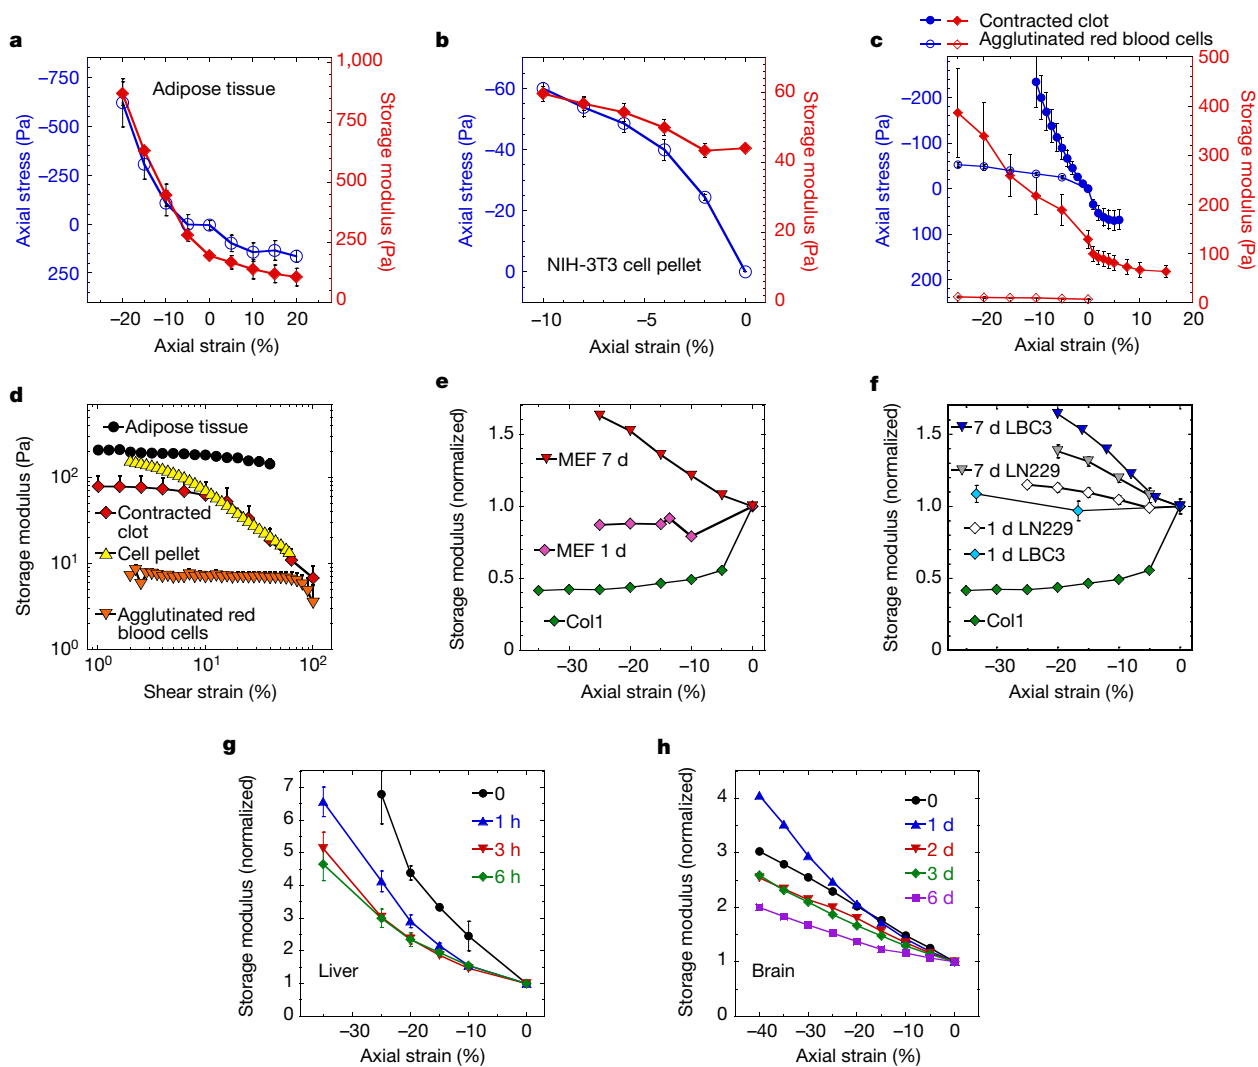 a
Adipose tissue
Axial stress (Pa)
−750
−500
−250
0
250
1,000
750
500
250
0
Storage modulus (Pa)
−20 −10 0 10 20
Axial strain (%)
b
NIH-3T3 cell pellet
Axial stress (Pa)
−60
−40
−20
0
60
40
20
0
Storage modulus (Pa)
−10 −5 0
Axial strain (%)
c
Contracted clot
Agglutinated red blood cells
Axial stress (Pa)
−200
−100
0
100
200
500
400
300
200
100
0
Storage modulus (Pa)
−20 −10 0 10 20
Axial strain (%)
d
Storage modulus (Pa)
10²
10¹
10⁰
Adipose tissue
Contracted
clot
Cell pellet
Agglutinated red
blood cells
10⁰ 10¹ 10²
Shear strain (%)
e
Storage modulus (normalized)
1.5
1.0
0.5
0
MEF 7 d
MEF 1 d
Col1
−30 −20 −10 0
Axial strain (%)
f
Storage modulus (normalized)
1.5
1.0
0.5
0
7 d LBC3
7 d LN229
1 d LN229
1 d LBC3
Col1
−30 −20 −10 0
Axial strain (%)
g
Storage modulus (normalized)
7
6
5
4
3
2
1
0
0
1 h
3 h
6 h
Liver
−30 −20 −10 0
Axial strain (%)
h
Storage modulus (normalized)
4
3
2
1
0
0
1 d
2 d
3 d
6 d
Brain
−40 −30 −20 −10 0
Axial strain (%)